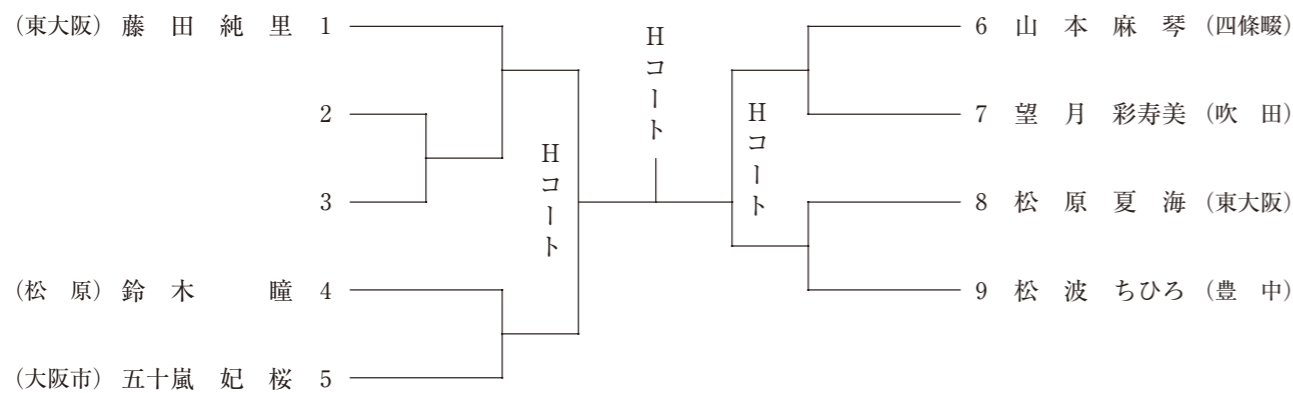 (東大阪) 藤田純里 1
2
3
(松原) 鈴木瞳 4
(大阪市) 五十嵐妃桜 5
Hコート
Hコート
Hコート
6 山本麻琴 (四條畷)
7 望月彩寿美 (吹田)
8 松原夏海 (東大阪)
9 松波ちひろ (豊中)